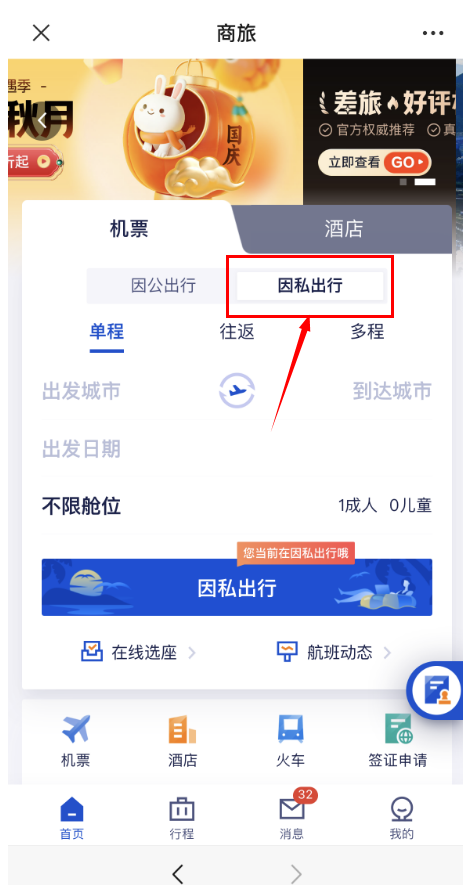 商旅
遇季 -
秋月
折起
国庆
差旅 好评
官方权威推荐 真
立即查看 GO
机票 酒店
因公出行 因私出行
单程 往返 多程
出发城市 到达城市
出发日期
不限舱位 1成人 0儿童
您当前在因私出行哦
因私出行
在线选座 航班动态
机票 酒店 火车 签证申请
32
首页 行程 消息 我的